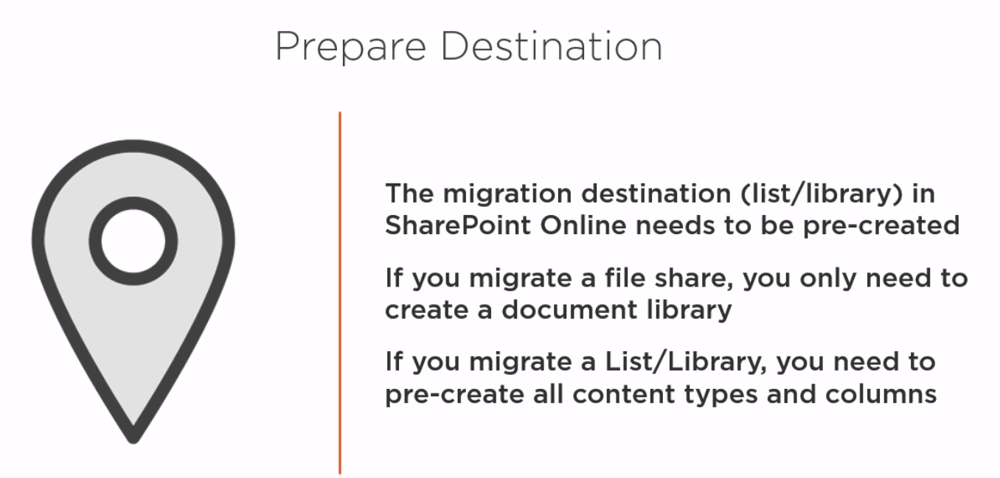 Prepare Destination
The migration destination (list/library) in
SharePoint Online needs to be pre-created
If you migrate a file share, you only need to
create a document library
If you migrate a List/Library, you need to
pre-create all content types and columns